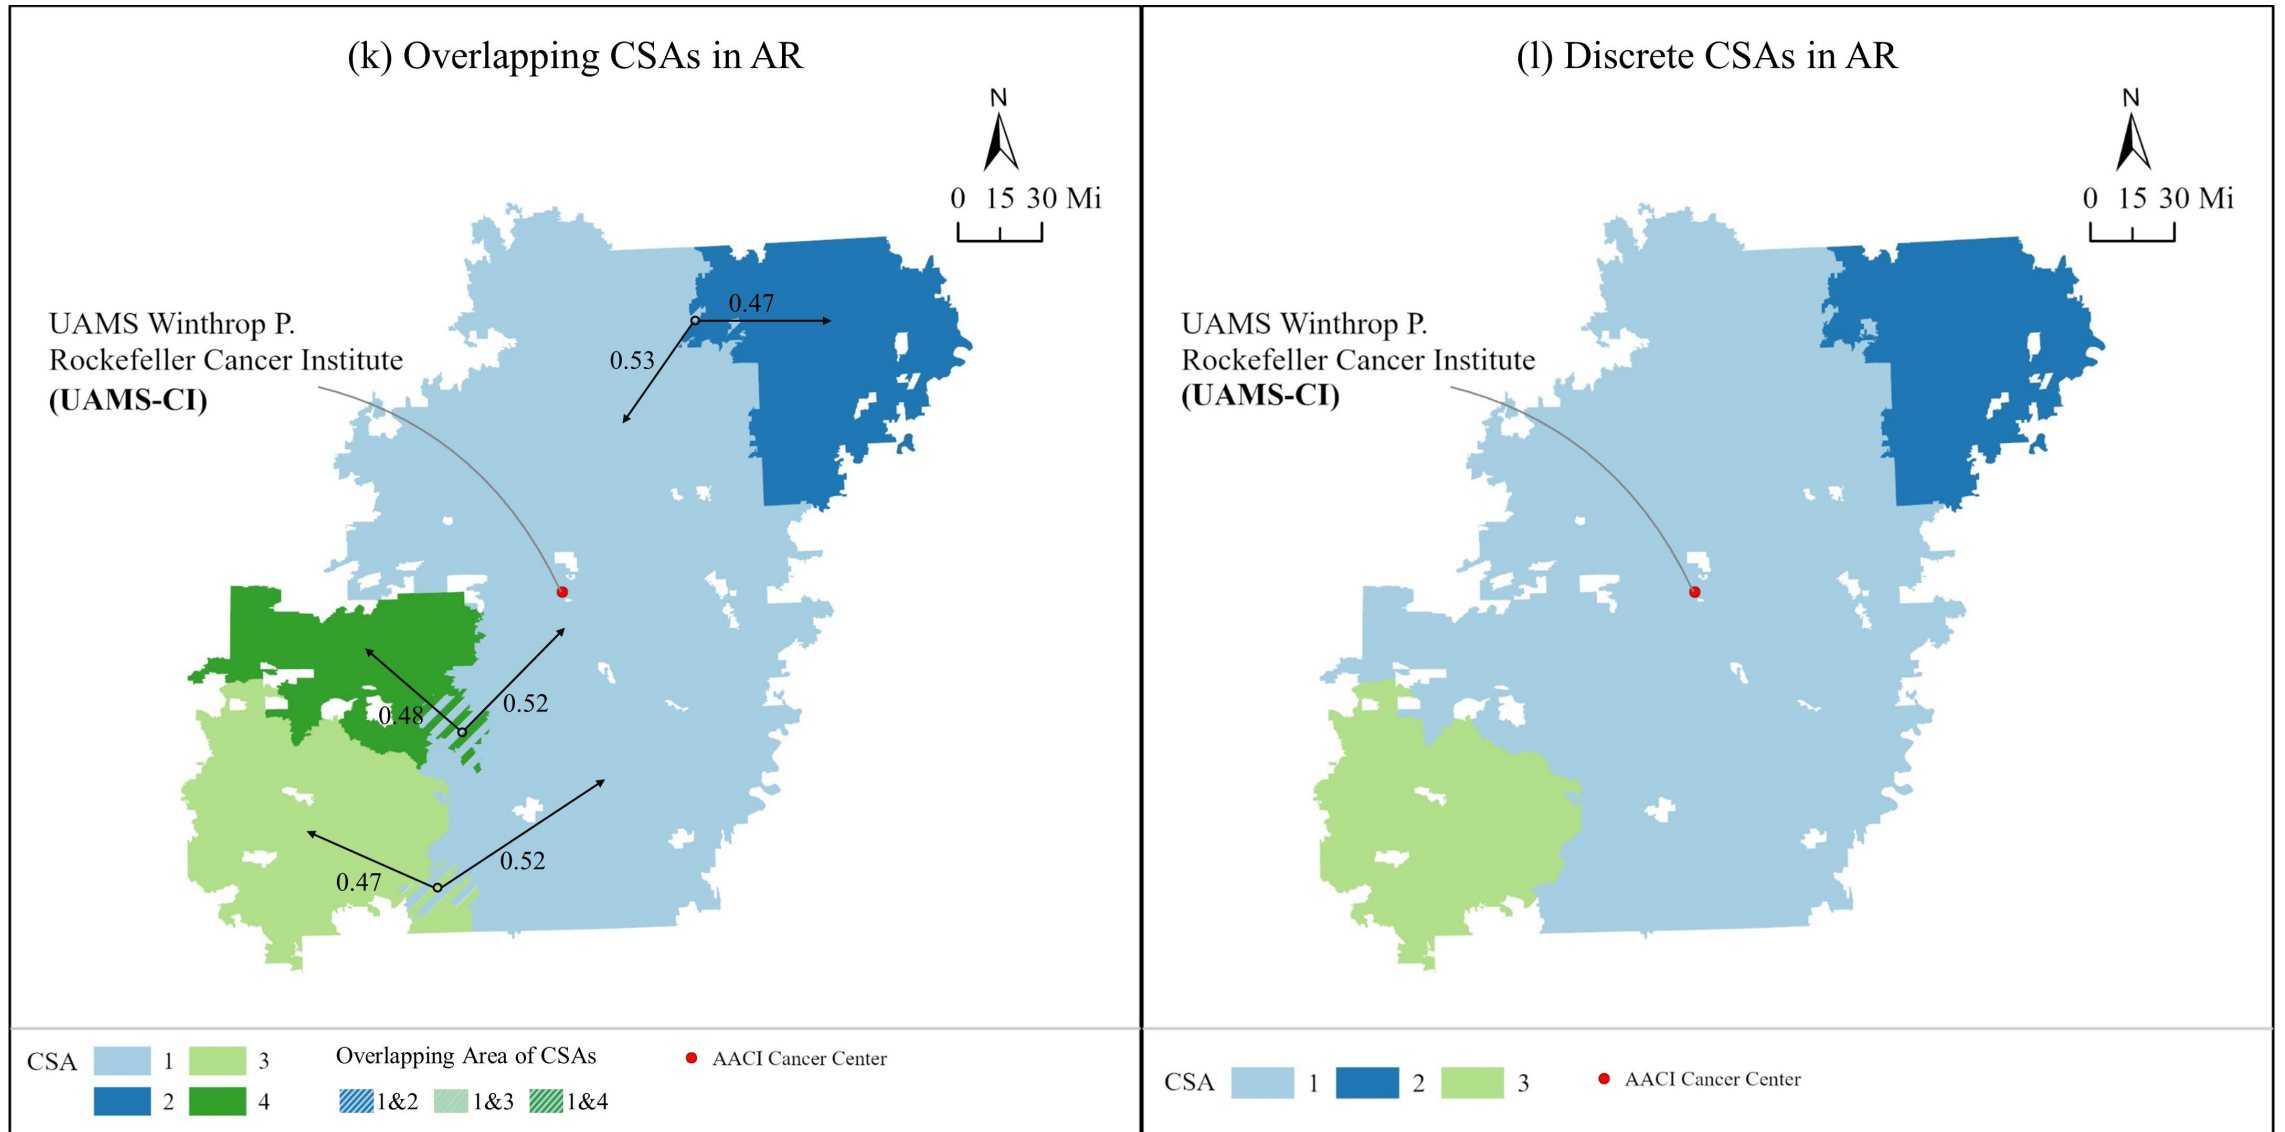 (k) Overlapping CSAs in AR
N
0 15 30 Mi
UAMS Winthrop P.
Rockefeller Cancer Institute
(UAMS-CI)
0.47
0.53
0.48
0.52
0.52
0.47
CSA 1 3
2 4
Overlapping Area of CSAs
1&2 1&3 1&4
AACI Cancer Center
(l) Discrete CSAs in AR
N
0 15 30 Mi
UAMS Winthrop P.
Rockefeller Cancer Institute
(UAMS-CI)
CSA 1 2 3
AACI Cancer Center